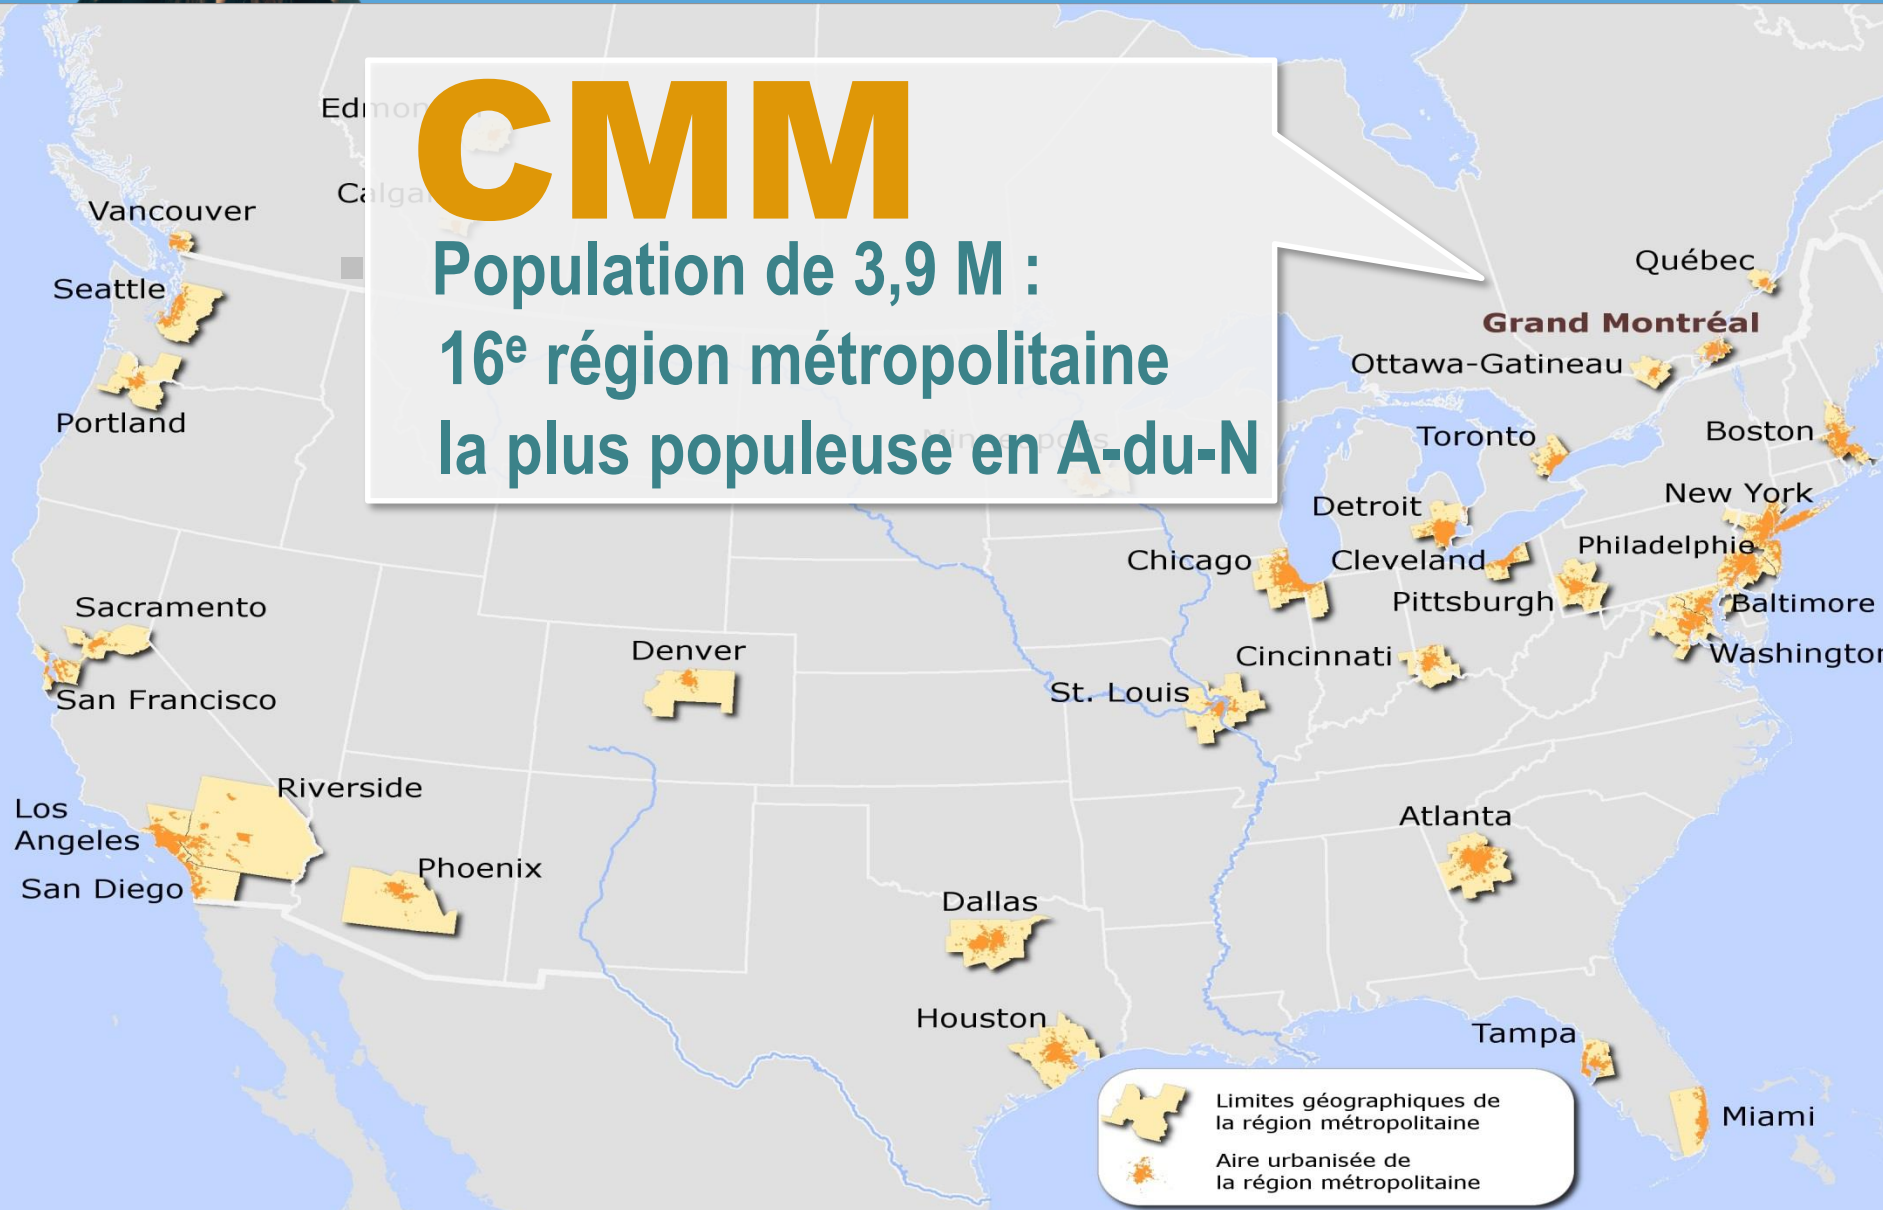 CMM
Population de 3,9 M :
16e région métropolitaine
la plus populeuse en A-du-N
Edmonton
Calgary
Vancouver
Seattle
Portland
Minneapolis
Québec
Grand Montréal
Ottawa-Gatineau
Toronto
Boston
Detroit
New York
Chicago
Cleveland
Philadelphie
Pittsburgh
Baltimore
Sacramento
Denver
Cincinnati
Washington
San Francisco
St. Louis
Riverside
Los
Angeles
Atlanta
Phoenix
San Diego
Dallas
Houston
Tampa
Miami
Limites géographiques de
la région métropolitaine
Aire urbanisée de
la région métropolitaine